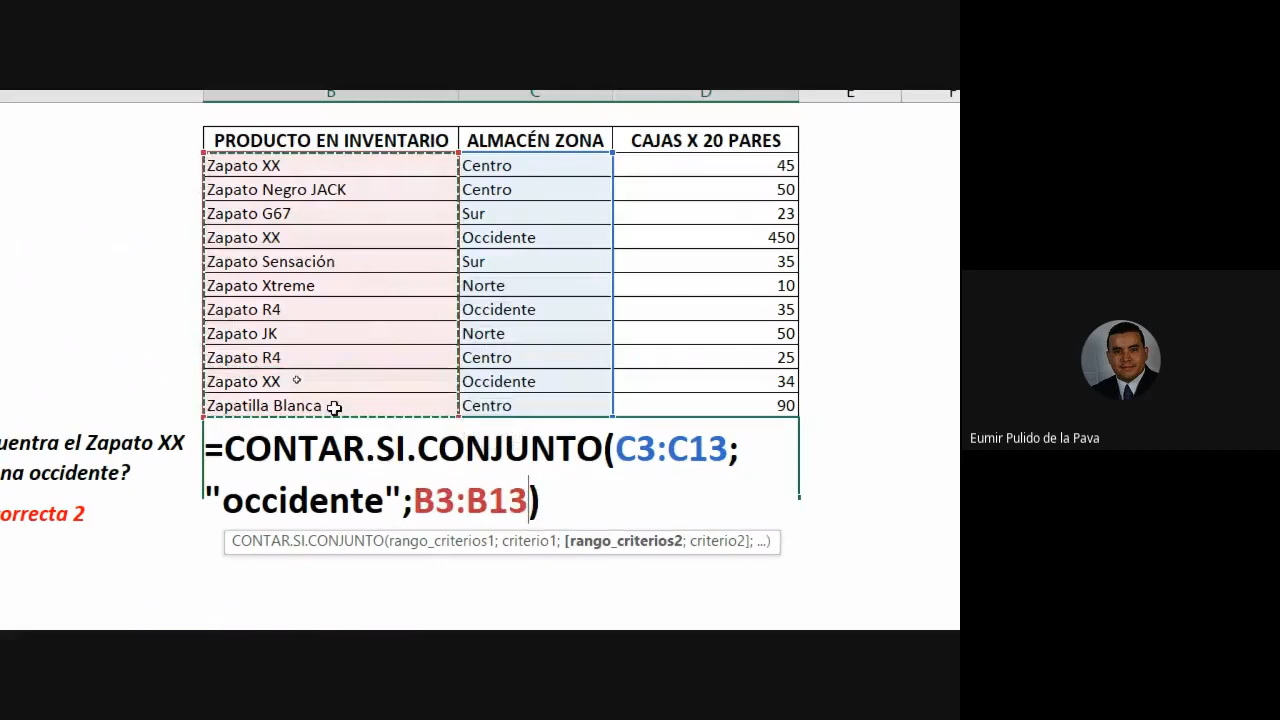 B C D E F
PRODUCTO EN INVENTARIO ALMACÉN ZONA CAJAS X 20 PARES
Zapato XX Centro 45
Zapato Negro JACK Centro 50
Zapato G67 Sur 23
Zapato XX Occidente 450
Zapato Sensación Sur 35
Zapato Xtreme Norte 10
Zapato R4 Occidente 35
Zapato JK Norte 50
Zapato R4 Centro 25
Zapato XX Occidente 34
Zapatilla Blanca Centro 90
uentra el Zapato XX
na occidente?
orrecta 2
=CONTAR.SI.CONJUNTO(C3:C13;
"occidente";B3:B13)
CONTAR.SI.CONJUNTO(rango_criterios1; criterio1; [rango_criterios2; criterio2]; ...)
Eumir Pulido de la Pava